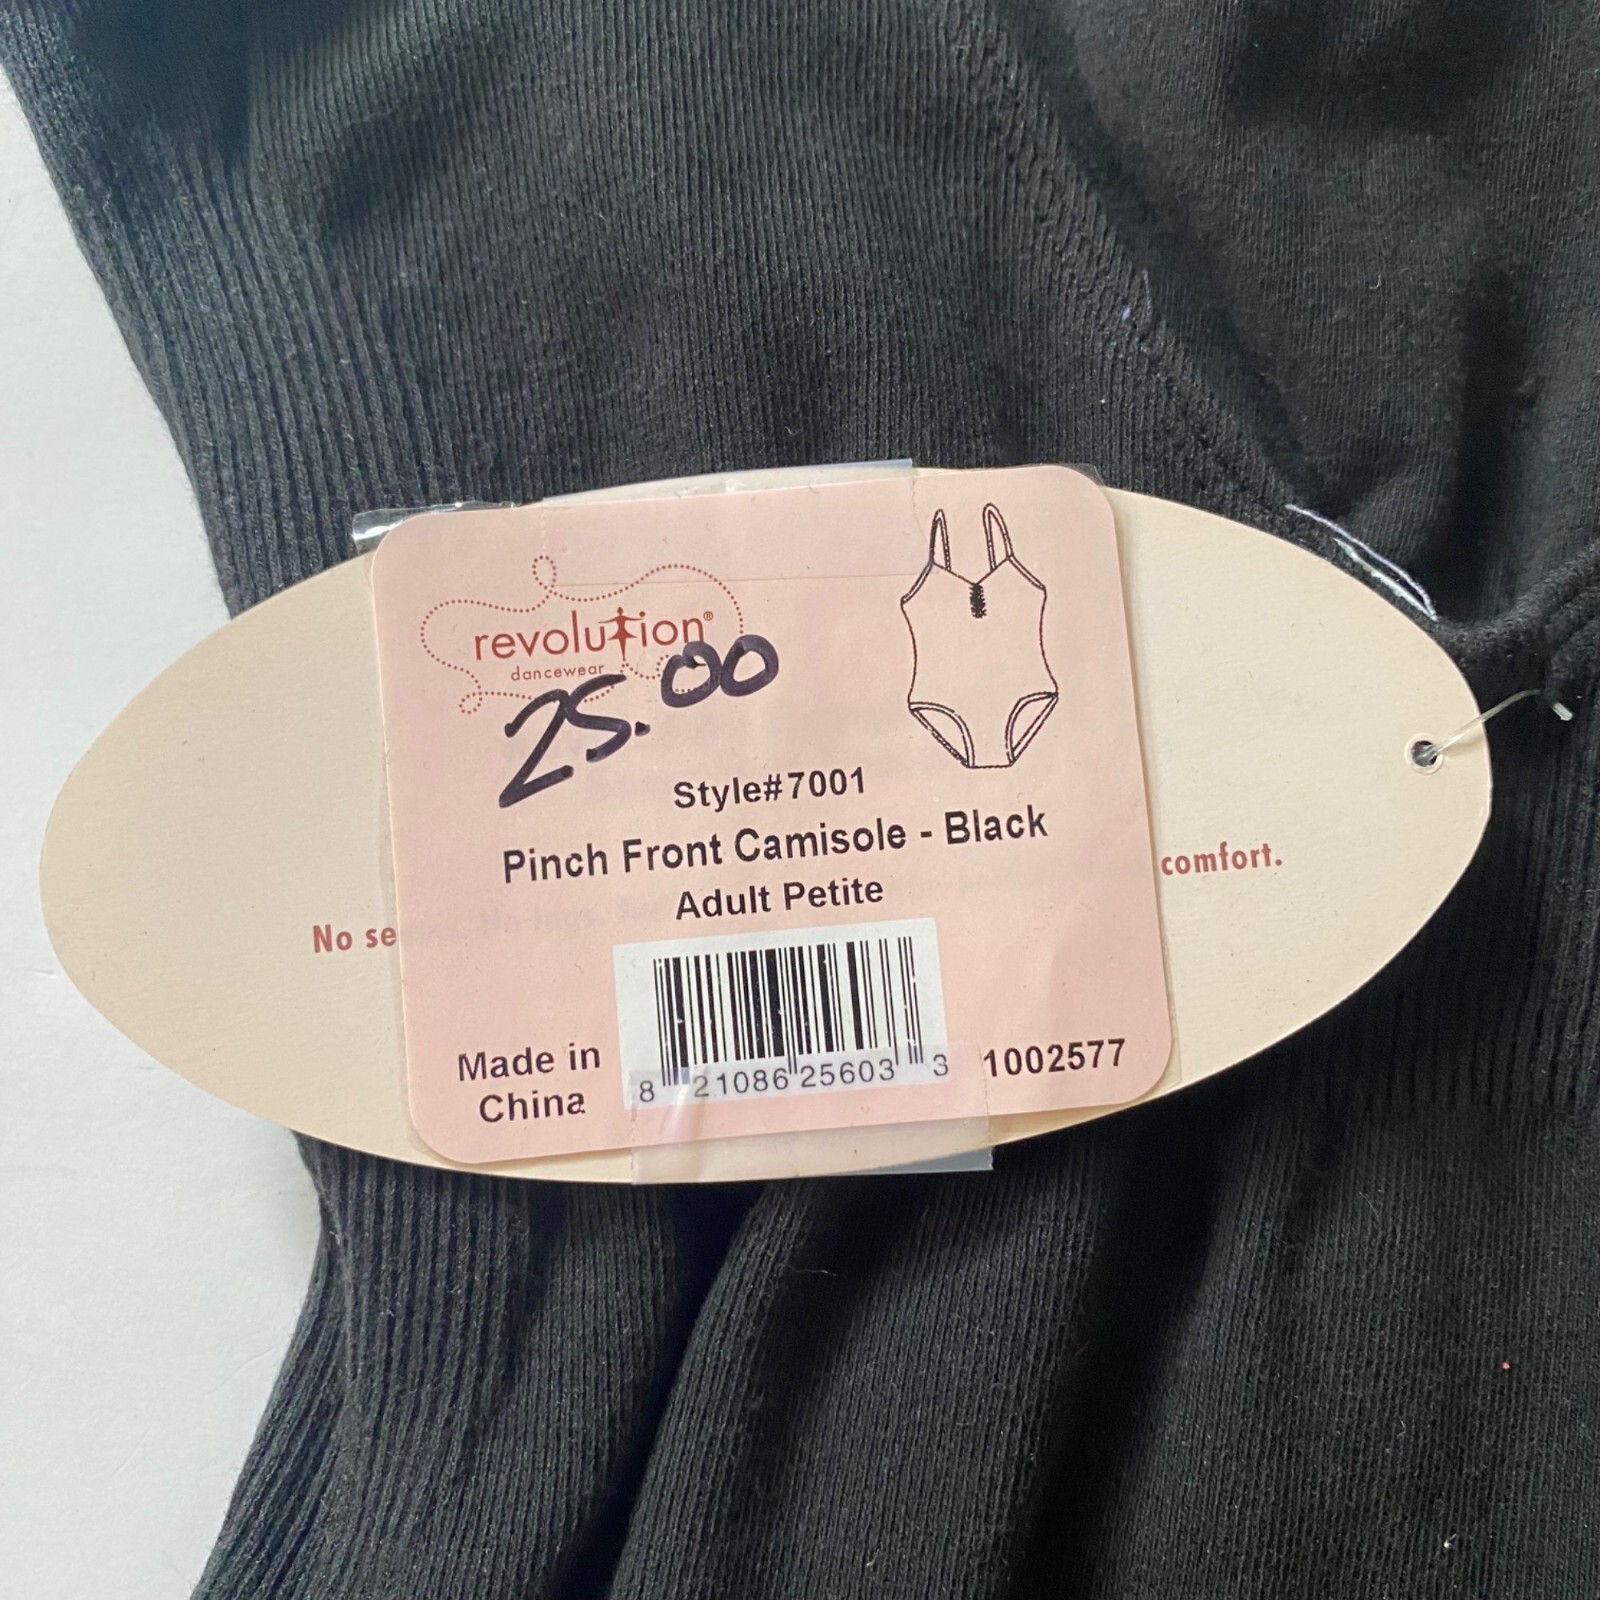 revolution®
dancewear
25.00
Style#7001
Pinch Front Camisole - Black
Adult Petite
No se
comfort.
Made in
China
8 21086 25603 3
1002577